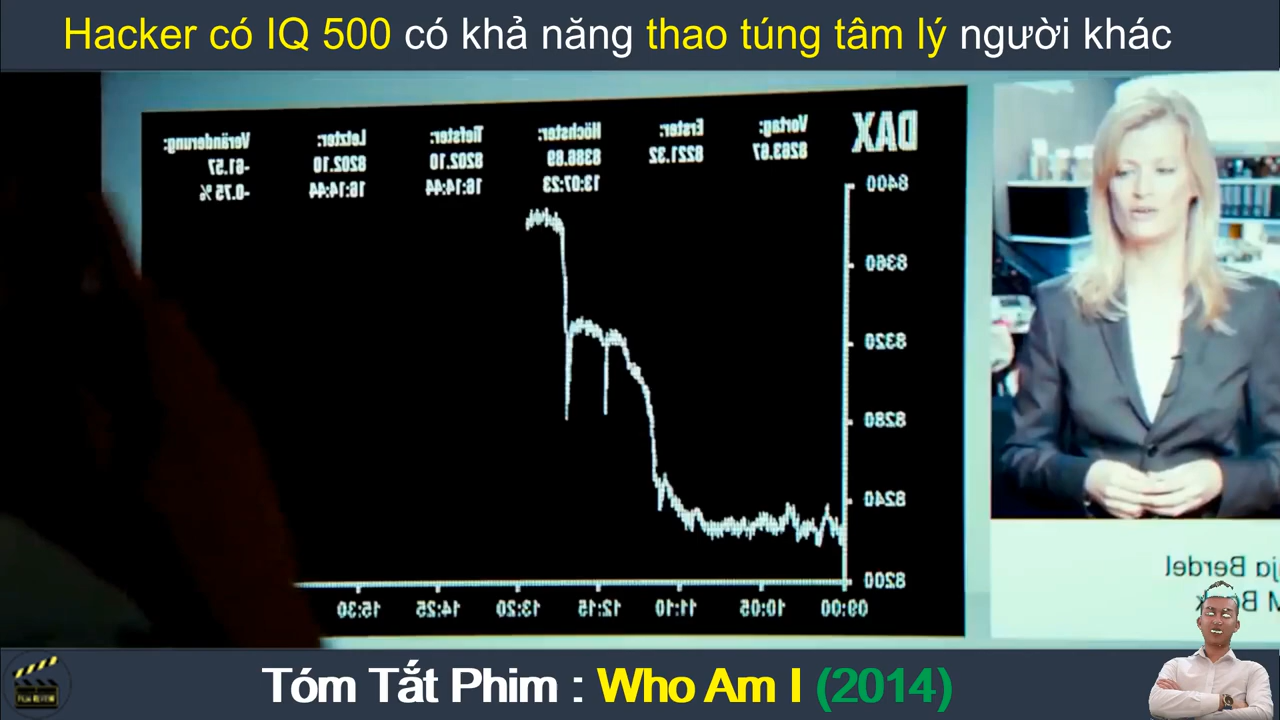 Hacker có IQ 500 có khả năng thao túng tâm lý người khác
DAX
Vortag:
8263.67
Erster:
8221.32
Höchster:
8386.89
13:07:23
Tiefster:
8202.10
16:14:44
Letzter:
8202.10
16:14:44
Veränderung:
-61.57
-0.75 %
8400
8360
8320
8280
8240
8200
09:00
10:05
11:10
12:15
13:20
14:25
15:30
Berdel
FILM REVIEW
Tóm Tắt Phim : Who Am I (2014)